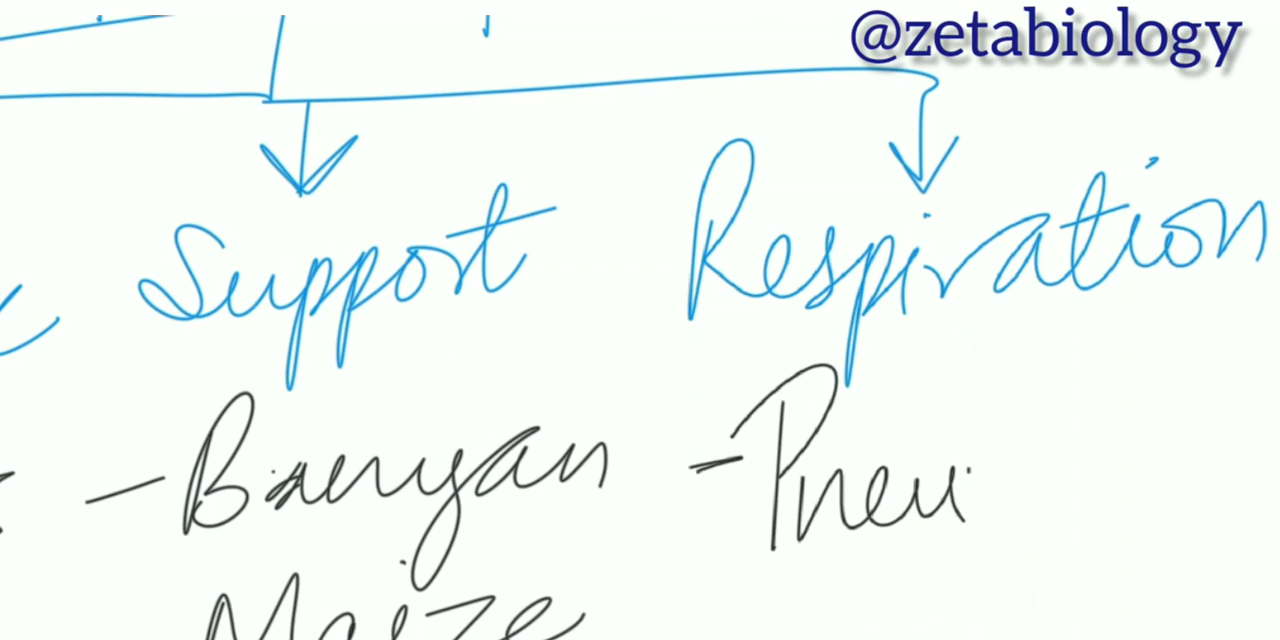 @zetabiology
Support Respiration
- Banyan - Pneu
Maize